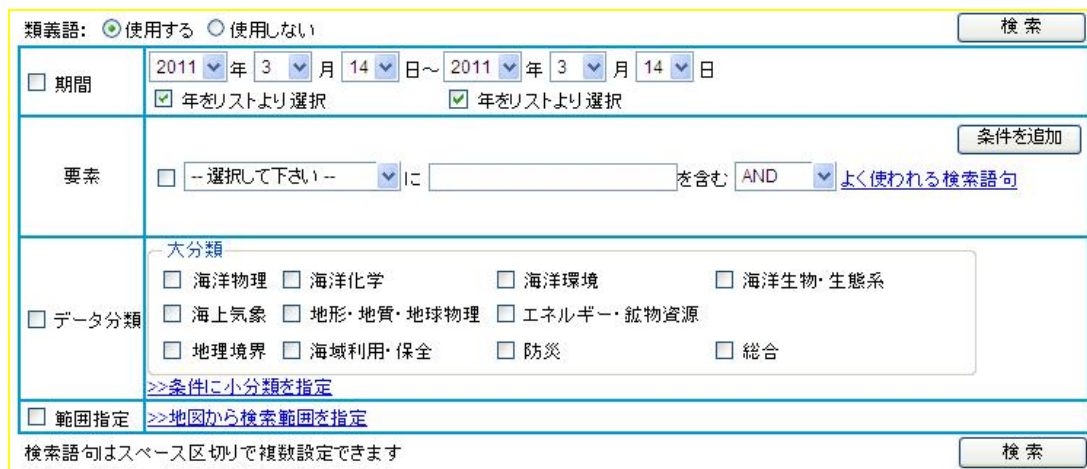 類義語: 使用する 使用しない 検 索
期間 2011 年 3 月 14 日～ 2011 年 3 月 14 日
年をリストより選択 年をリストより選択
条件を追加
要素 -- 選択して下さい -- に を含む AND よく使われる検索語句
大分類
海洋物理 海洋化学 海洋環境 海洋生物・生態系
データ分類 海上気象 地形・地質・地球物理 エネルギー・鉱物資源
地理境界 海域利用・保全 防災 総合
>>条件に小分類を指定
範囲指定 >>地図から検索範囲を指定
検索語句はスペース区切りで複数設定できます 検 索